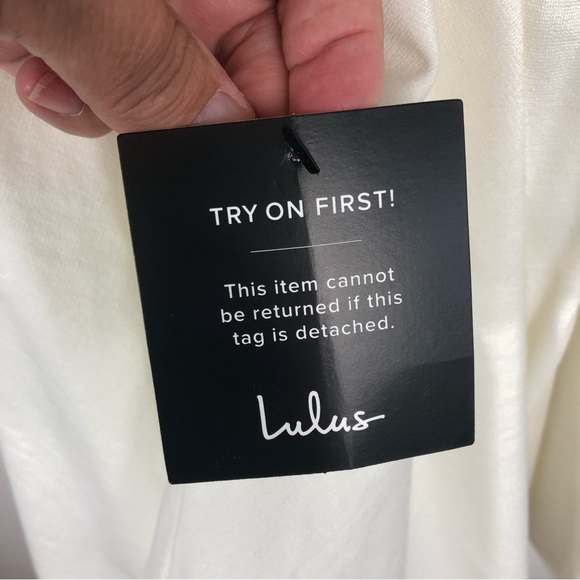 TRY ON FIRST!
This item cannot
be returned if this
tag is detached.
Lulus